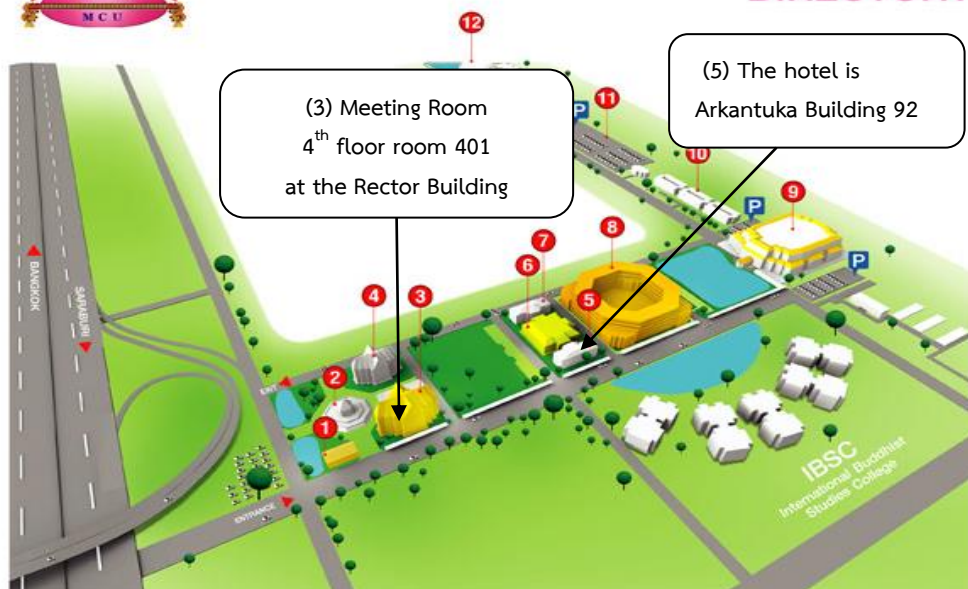 MCU
12
(3) Meeting Room
4th floor room 401
at the Rector Building
(5) The hotel is
Arkantuka Building 92
P
11
10
P
9
P
8
7
6
5
4
3
2
1
BANGKOK
SARABURI
EXIT
ENTRANCE
IBSC
International Buddhist
Studies College